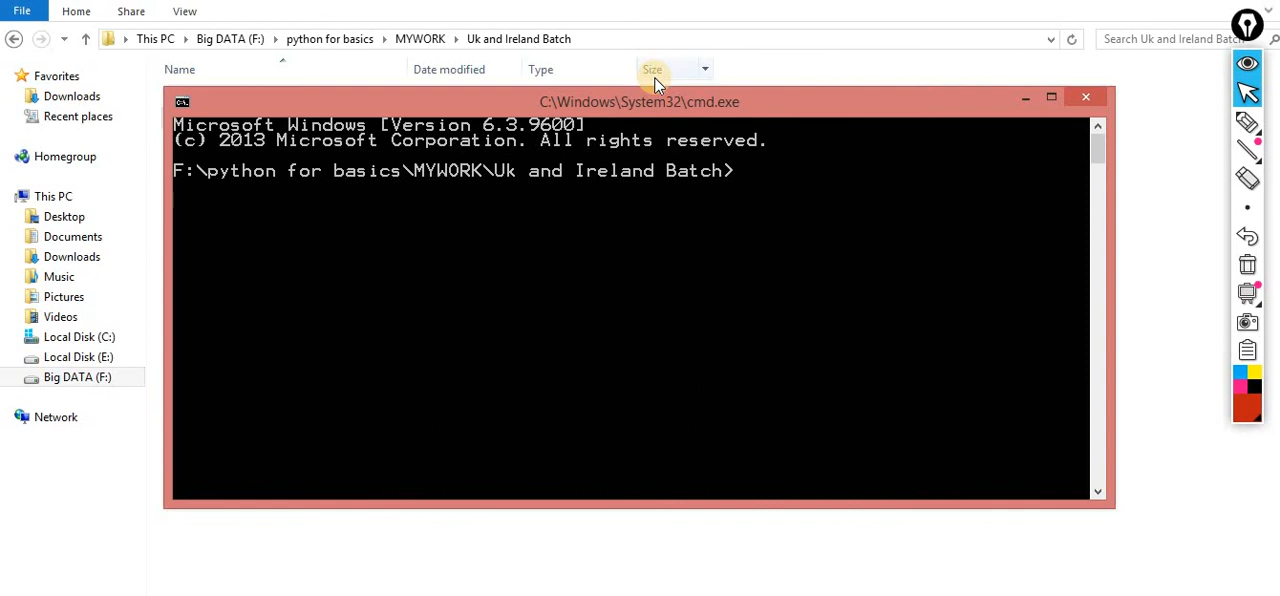 File Home Share View
This PC Big DATA (F:) python for basics MYWORK Uk and Ireland Batch Search Uk and Ireland Batch
Name Date modified Type Size
Favorites
Downloads
Recent places
Homegroup
This PC
Desktop
Documents
Downloads
Music
Pictures
Videos
Local Disk (C:)
Local Disk (E:)
Big DATA (F:)
Network
C:\Windows\System32\cmd.exe
Microsoft Windows [Version 6.3.9600]
(c) 2013 Microsoft Corporation. All rights reserved.
F:\python for basics\MYWORK\Uk and Ireland Batch>